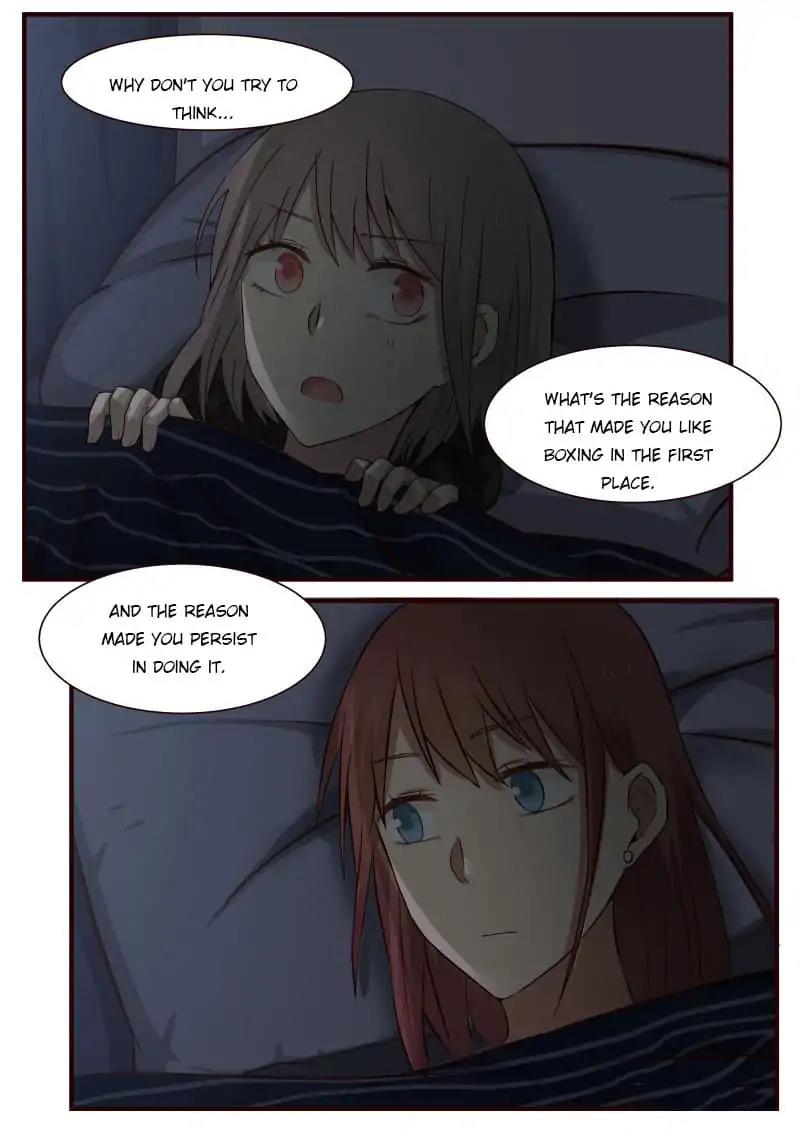 WHY DON'T YOU TRY TO
THINK...
WHAT'S THE REASON
THAT MADE YOU LIKE
BOXING IN THE FIRST
PLACE.
AND THE REASON
MADE YOU PERSIST
IN DOING IT.